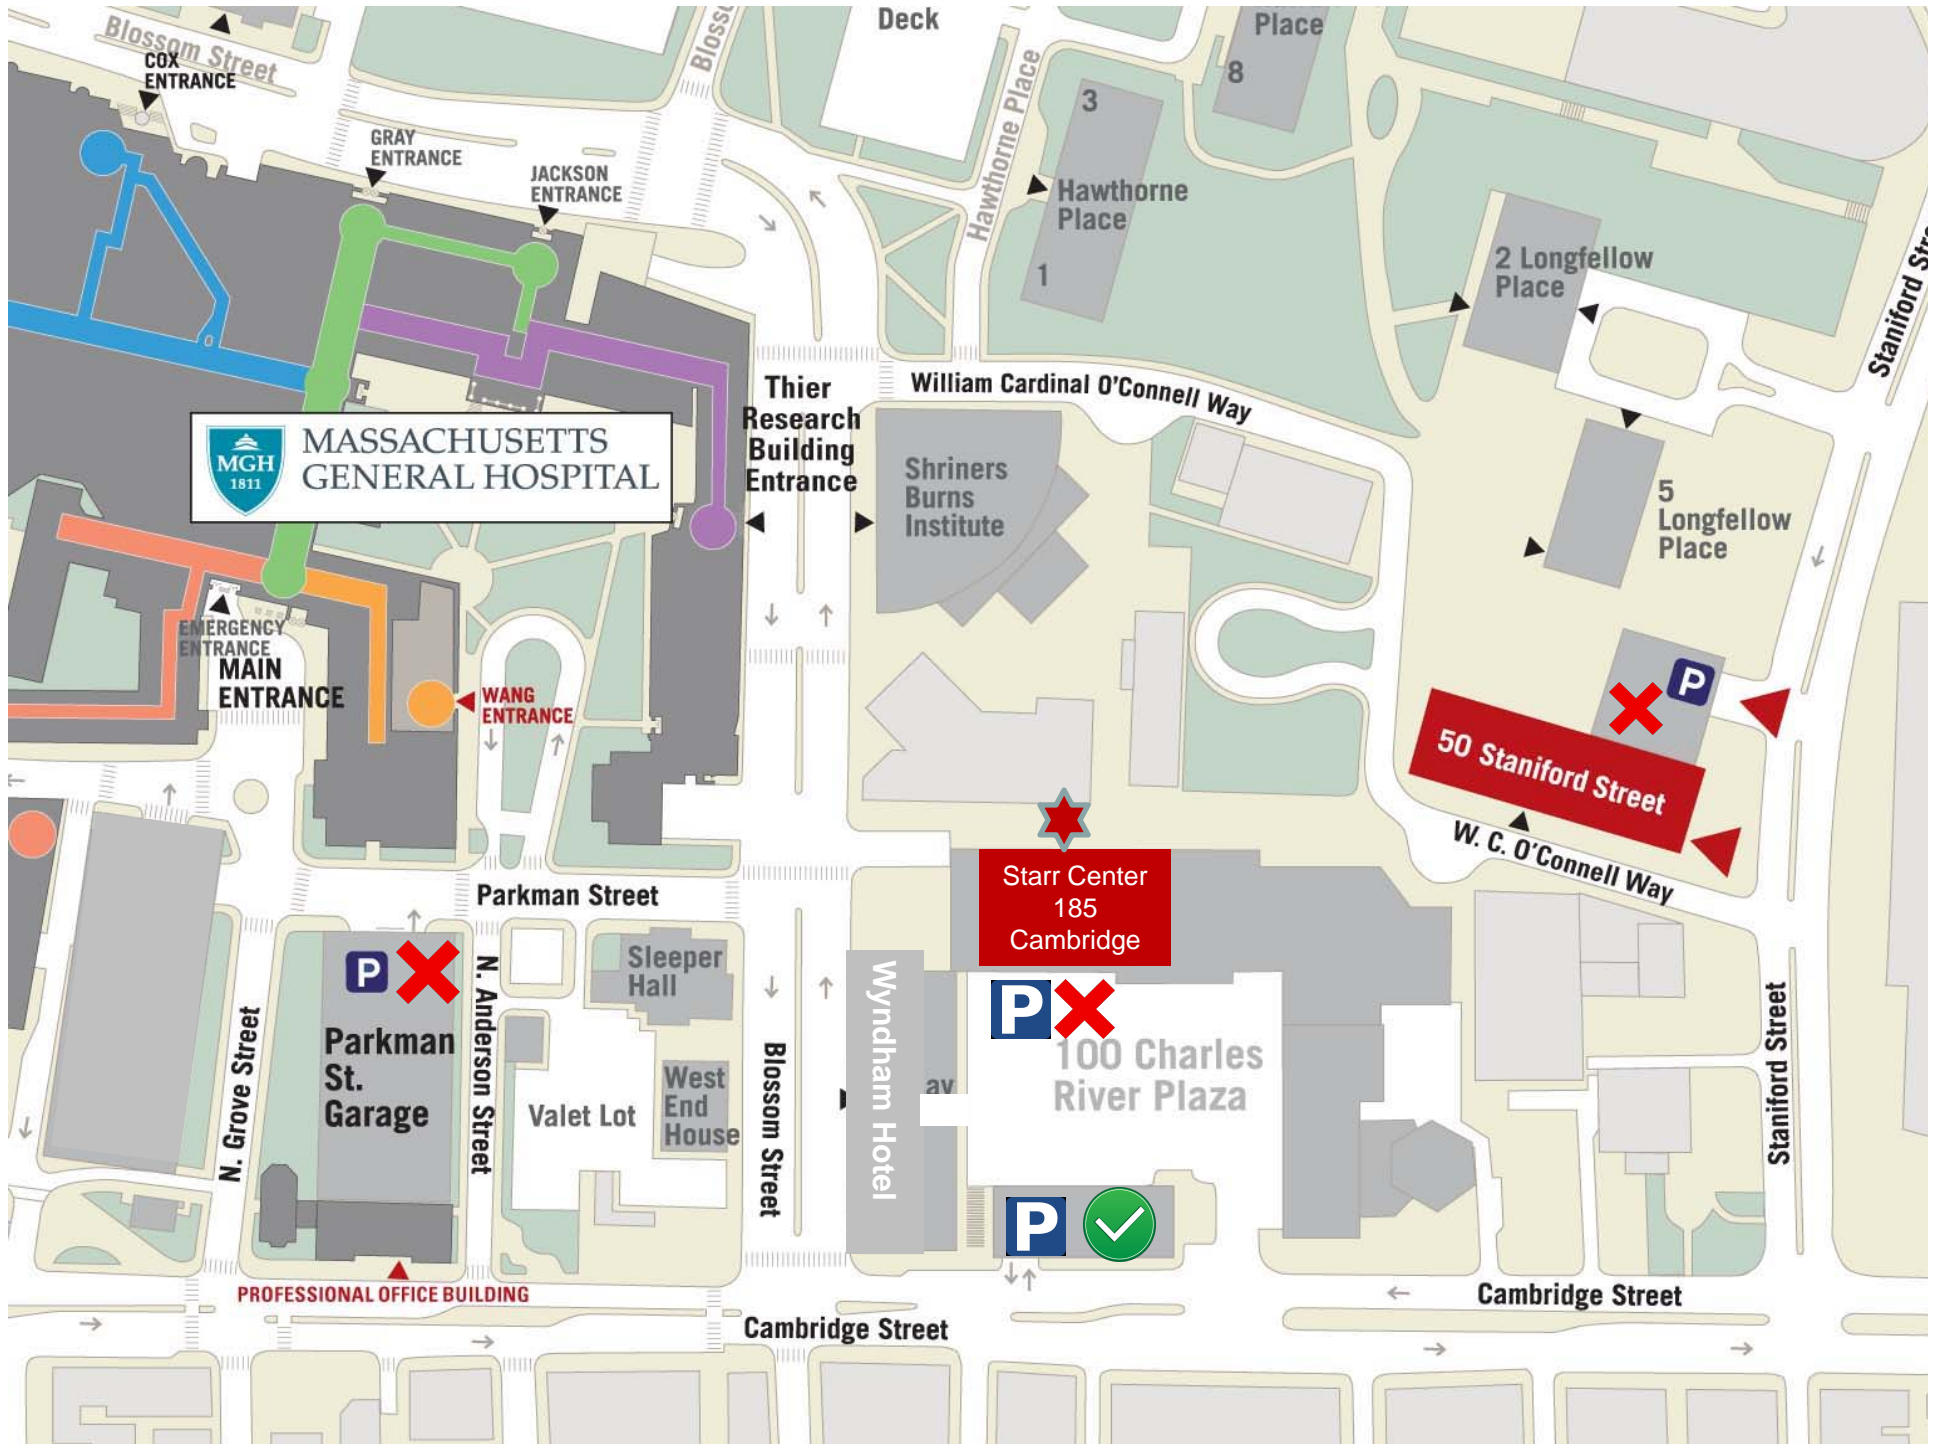 Deck
Place
8
Blossom Street
COX
ENTRANCE
Hawthorne Place
3
GRAY
ENTRANCE
JACKSON
ENTRANCE
Hawthorne
Place
1
2 Longfellow
Place
Staniford
William Cardinal O'Connell Way
Thier
Research
Building
Entrance
MGH
1811
MASSACHUSETTS
GENERAL HOSPITAL
Shriners
Burns
Institute
5
Longfellow
Place
EMERGENCY
ENTRANCE
MAIN
ENTRANCE
WANG
ENTRANCE
P
50 Staniford Street
W. C. O'Connell Way
Starr Center
185
Cambridge
Parkman Street
P
Sleeper
Hall
P
Wyndham Hotel
100 Charles
River Plaza
Parkman
St.
Garage
N. Grove Street
N. Anderson Street
Valet Lot
West
End
House
Blossom Street
ay
Staniford Street
P
PROFESSIONAL OFFICE BUILDING
Cambridge Street
Cambridge Street